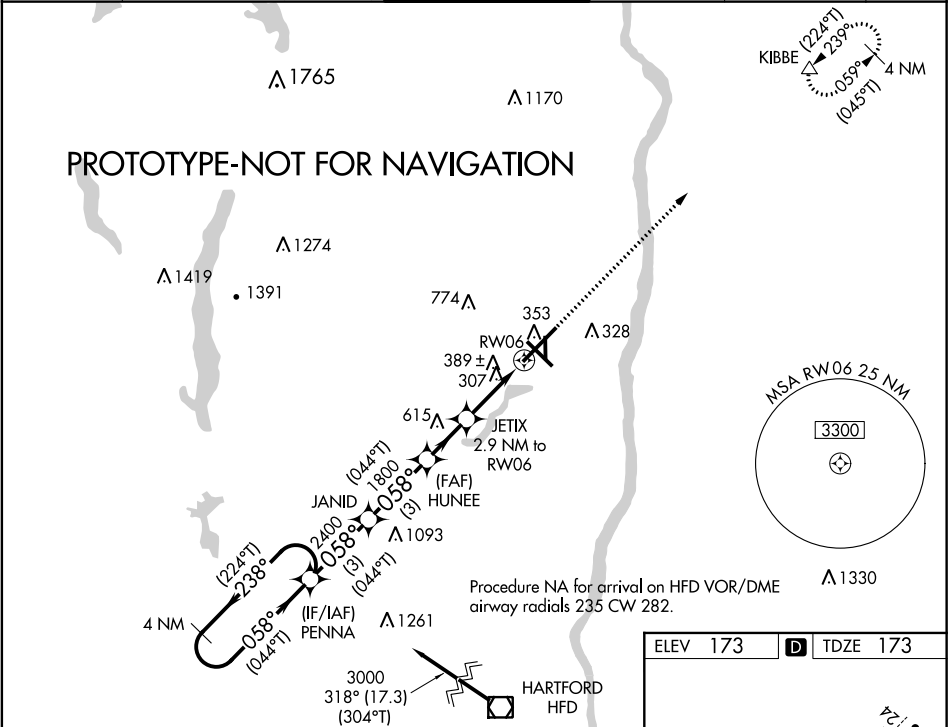 1765
1170
KIBBE
(224°T)
239°
059°
(045°T)
4 NM
PROTOTYPE-NOT FOR NAVIGATION
1274
1419
1391
774
353
328
RW06
389 ±
307
615
JETIX
2.9 NM to
RW06
MSA RW06 25 NM
3300
(044°T)
1800
058°
(3)
(FAF)
HUNEE
JANID
2400
058°
(3)
(044°T)
1093
(224°T)
238°
4 NM
058°
(044°T)
(IF/IAF)
PENNA
1261
1330
Procedure NA for arrival on HFD VOR/DME
airway radials 235 CW 282.
3000
318° (17.3)
(304°T)
HARTFORD
HFD
ELEV 173
D
TDZE 173
124